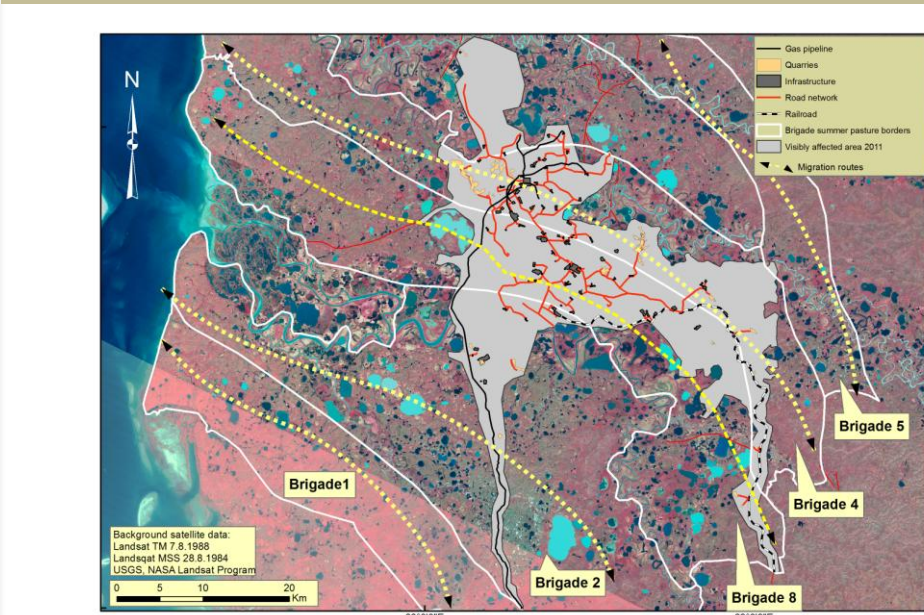 N
Gas pipeline
Quarries
Infrastructure
Road network
Railroad
Brigade summer pasture borders
Visibly affected area 2011
Migration routes
Brigade 5
Brigade1
Brigade 4
Background satellite data:
Landsat TM 7.8.1988
Landsqat MSS 28.8.1984
USGS, NASA Landsat Program
0 5 10 20
Km
Brigade 2
Brigade 8